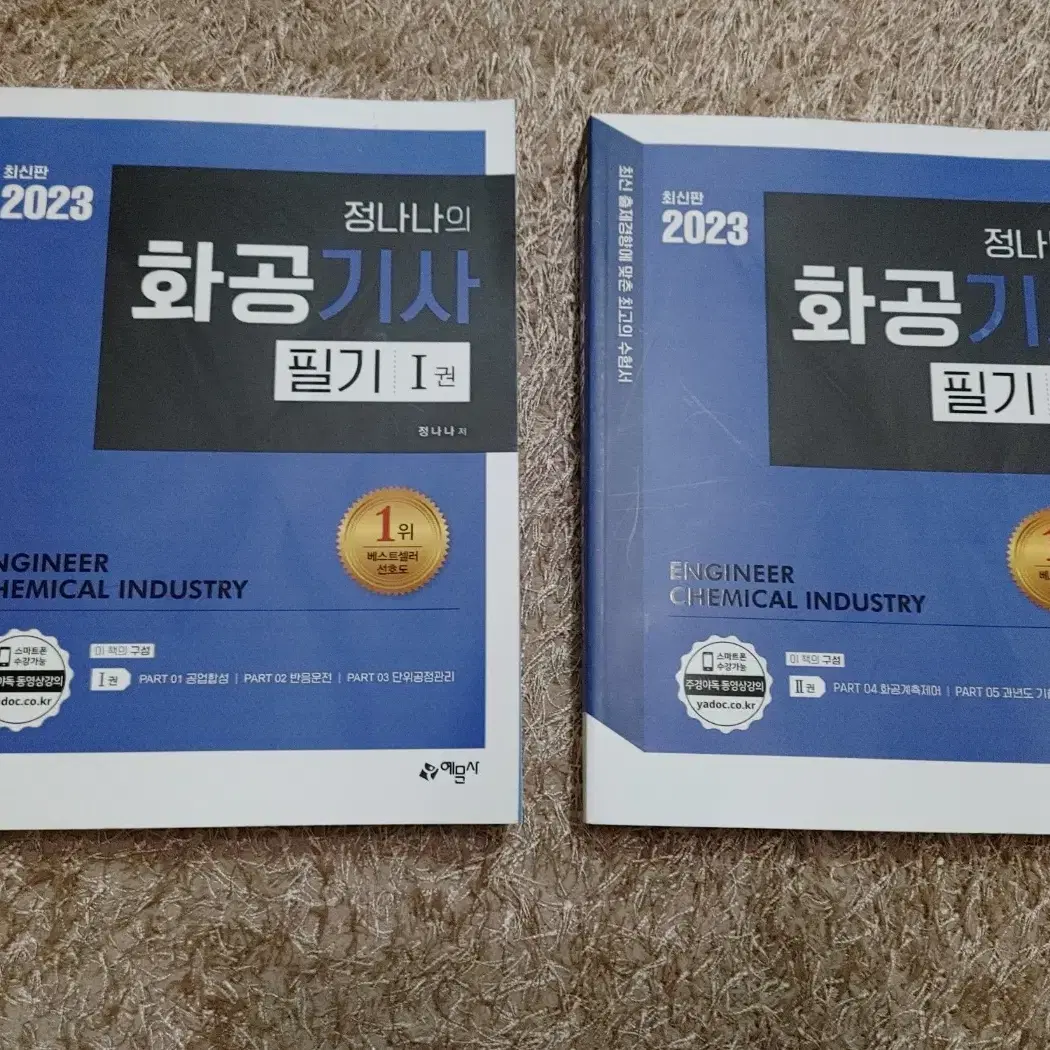 최신판
2023
정나나의
화공기사
필기 I권
정나나 저
1위
베스트셀러
선호도
NGINEER
HEMICAL INDUSTRY
스마트폰
수강가능
야독 동영상강의
adoc.co.kr
이 책의 구성
I권 PART 01 공업합성 | PART 02 반응운전 | PART 03 단위공정관리
예문사
최신 출제경향에 맞춘 최고의 수험서
최신판
2023
정나
화공기
필기
ENGINEER
CHEMICAL INDUSTRY
스마트폰
수강가능
주경야독 동영상강의
yadoc.co.kr
이 책의 구성
II권 PART 04 화공계측제어 | PART 05 과년도 기